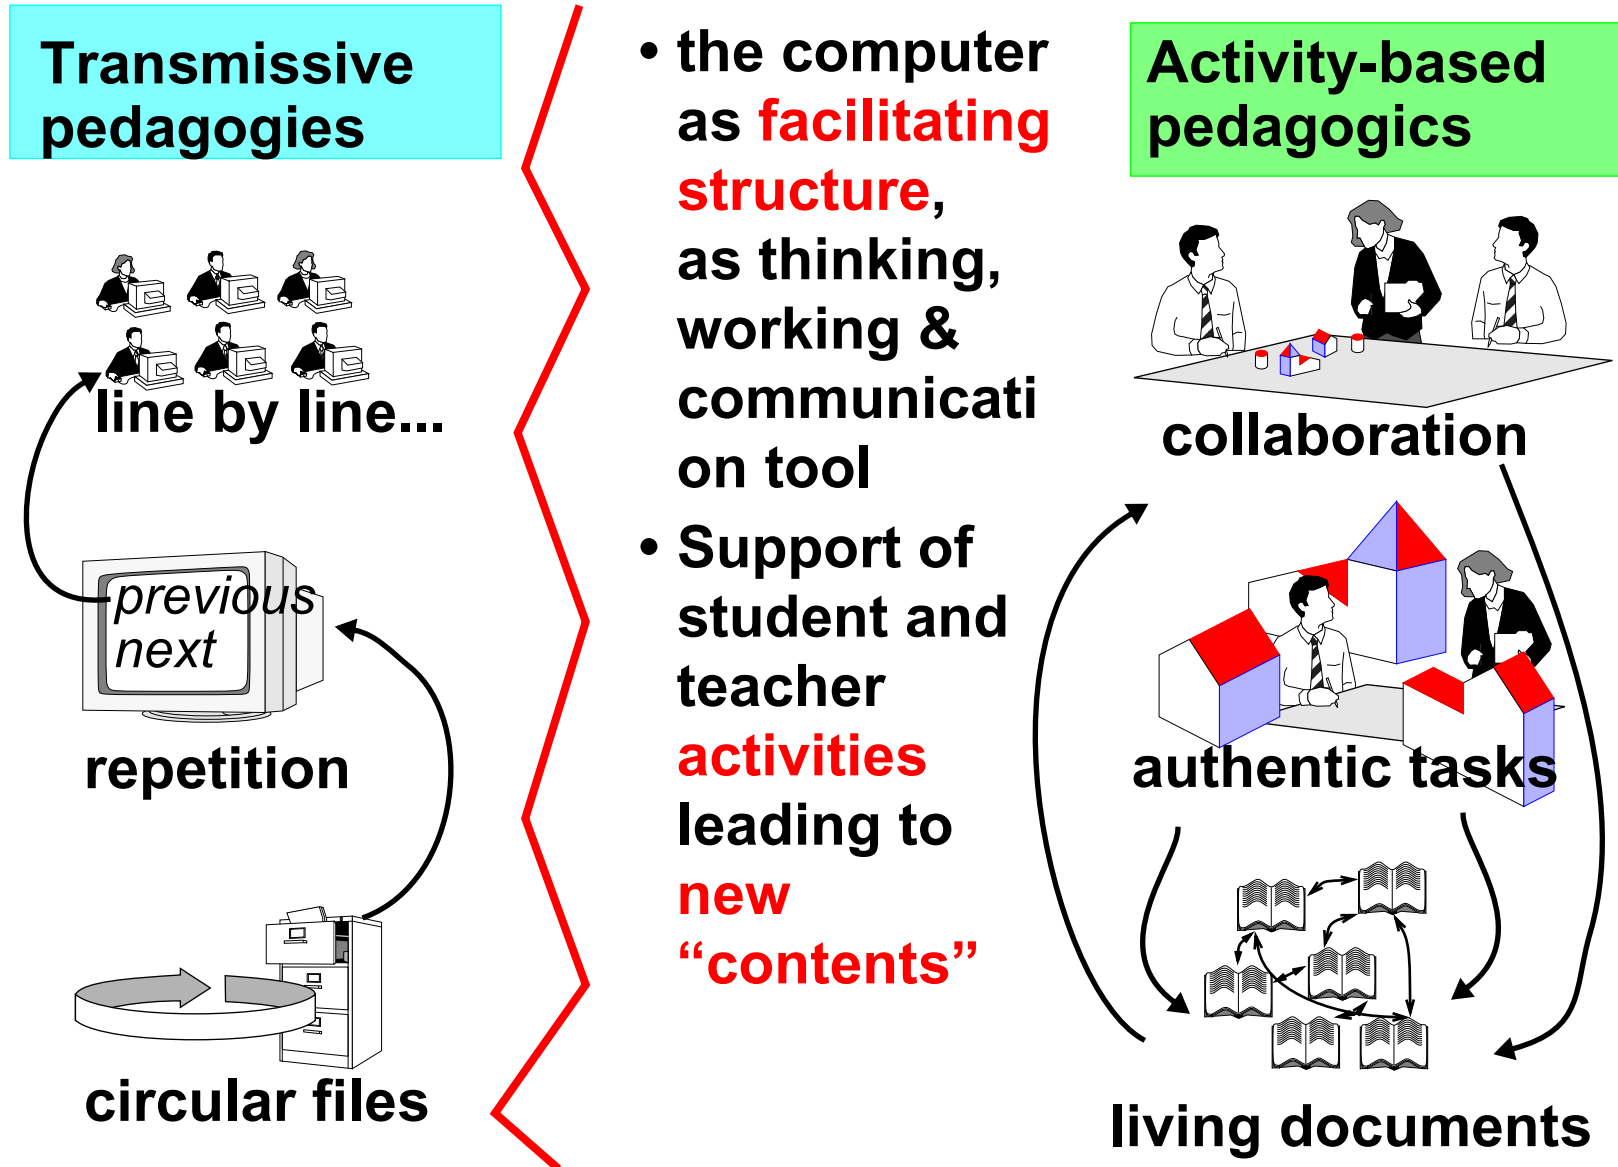 Transmissive
pedagogies
line by line...
previous
next
repetition
circular files
• the computer
as facilitating
structure,
as thinking,
working &
communicati
on tool
• Support of
student and
teacher
activities
leading to
new
“contents”
Activity-based
pedagogics
collaboration
authentic tasks
living documents